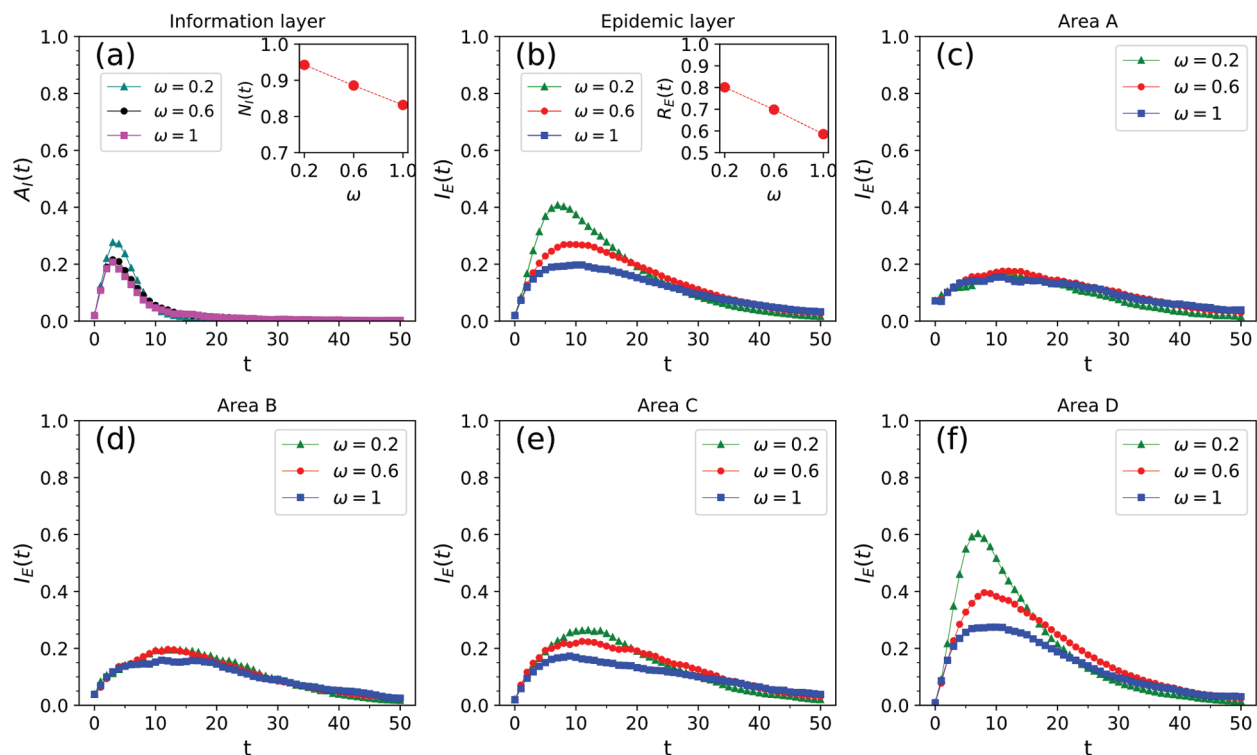 Information layer
(a)
ω = 0.2
ω = 0.6
ω = 1
1.0
0.8
0.6
0.4
0.2
0.0
A_I(t)
0 10 20 30 40 50
t
1.0
0.9
0.8
0.7
N_I(t)
0.2 0.6 1.0
ω
Epidemic layer
(b)
ω = 0.2
ω = 0.6
ω = 1
1.0
0.8
0.6
0.4
0.2
0.0
I_E(t)
0 10 20 30 40 50
t
1.0
0.9
0.8
0.7
0.6
0.5
R_E(t)
0.2 0.6 1.0
ω
Area A
(c)
ω = 0.2
ω = 0.6
ω = 1
1.0
0.8
0.6
0.4
0.2
0.0
I_E(t)
0 10 20 30 40 50
t
Area B
(d)
ω = 0.2
ω = 0.6
ω = 1
1.0
0.8
0.6
0.4
0.2
0.0
I_E(t)
0 10 20 30 40 50
t
Area C
(e)
ω = 0.2
ω = 0.6
ω = 1
1.0
0.8
0.6
0.4
0.2
0.0
I_E(t)
0 10 20 30 40 50
t
Area D
(f)
ω = 0.2
ω = 0.6
ω = 1
1.0
0.8
0.6
0.4
0.2
0.0
I_E(t)
0 10 20 30 40 50
t